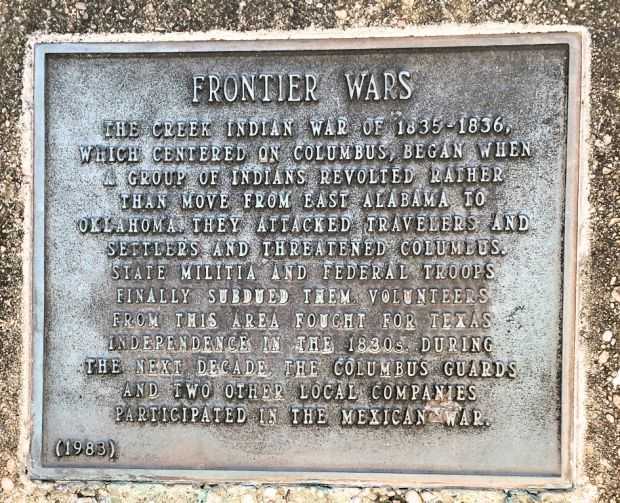 FRONTIER WARS
THE CREEK INDIAN WAR OF 1835-1836,
WHICH CENTERED ON COLUMBUS, BEGAN WHEN
A GROUP OF INDIANS REVOLTED RATHER
THAN MOVE FROM EAST ALABAMA TO
OKLAHOMA. THEY ATTACKED TRAVELERS AND
SETTLERS AND THREATENED COLUMBUS.
STATE MILITIA AND FEDERAL TROOPS
FINALLY SUBDUED THEM. VOLUNTEERS
FROM THIS AREA FOUGHT FOR TEXAS
INDEPENDENCE IN THE 1830s. DURING
THE NEXT DECADE, THE COLUMBUS GUARDS
AND TWO OTHER LOCAL COMPANIES
PARTICIPATED IN THE MEXICAN WAR.
(1983)